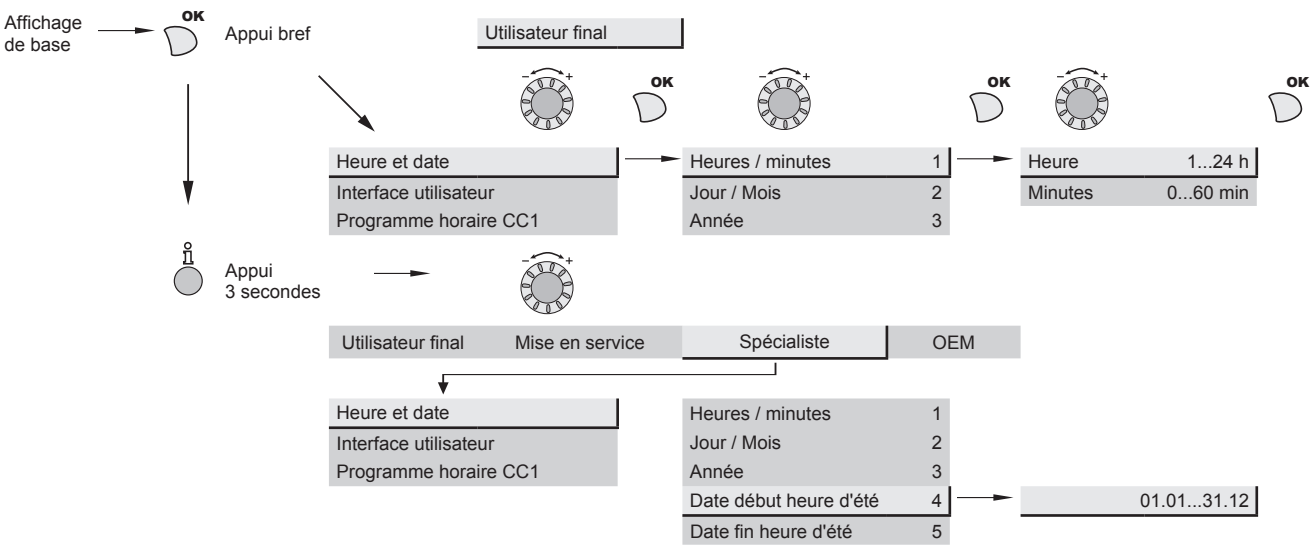 Affichage
de base
OK
Appui bref
Utilisateur final
- +
OK
- +
OK
- +
OK
Heure et date
Heures / minutes 1
Heure 1...24 h
Interface utilisateur
Jour / Mois 2
Minutes 0...60 min
Programme horaire CC1
Année 3
i
Appui
3 secondes
- +
Utilisateur final Mise en service Spécialiste OEM
Heure et date
Heures / minutes 1
Interface utilisateur
Jour / Mois 2
Programme horaire CC1
Année 3
Date début heure d'été 4
01.01...31.12
Date fin heure d'été 5